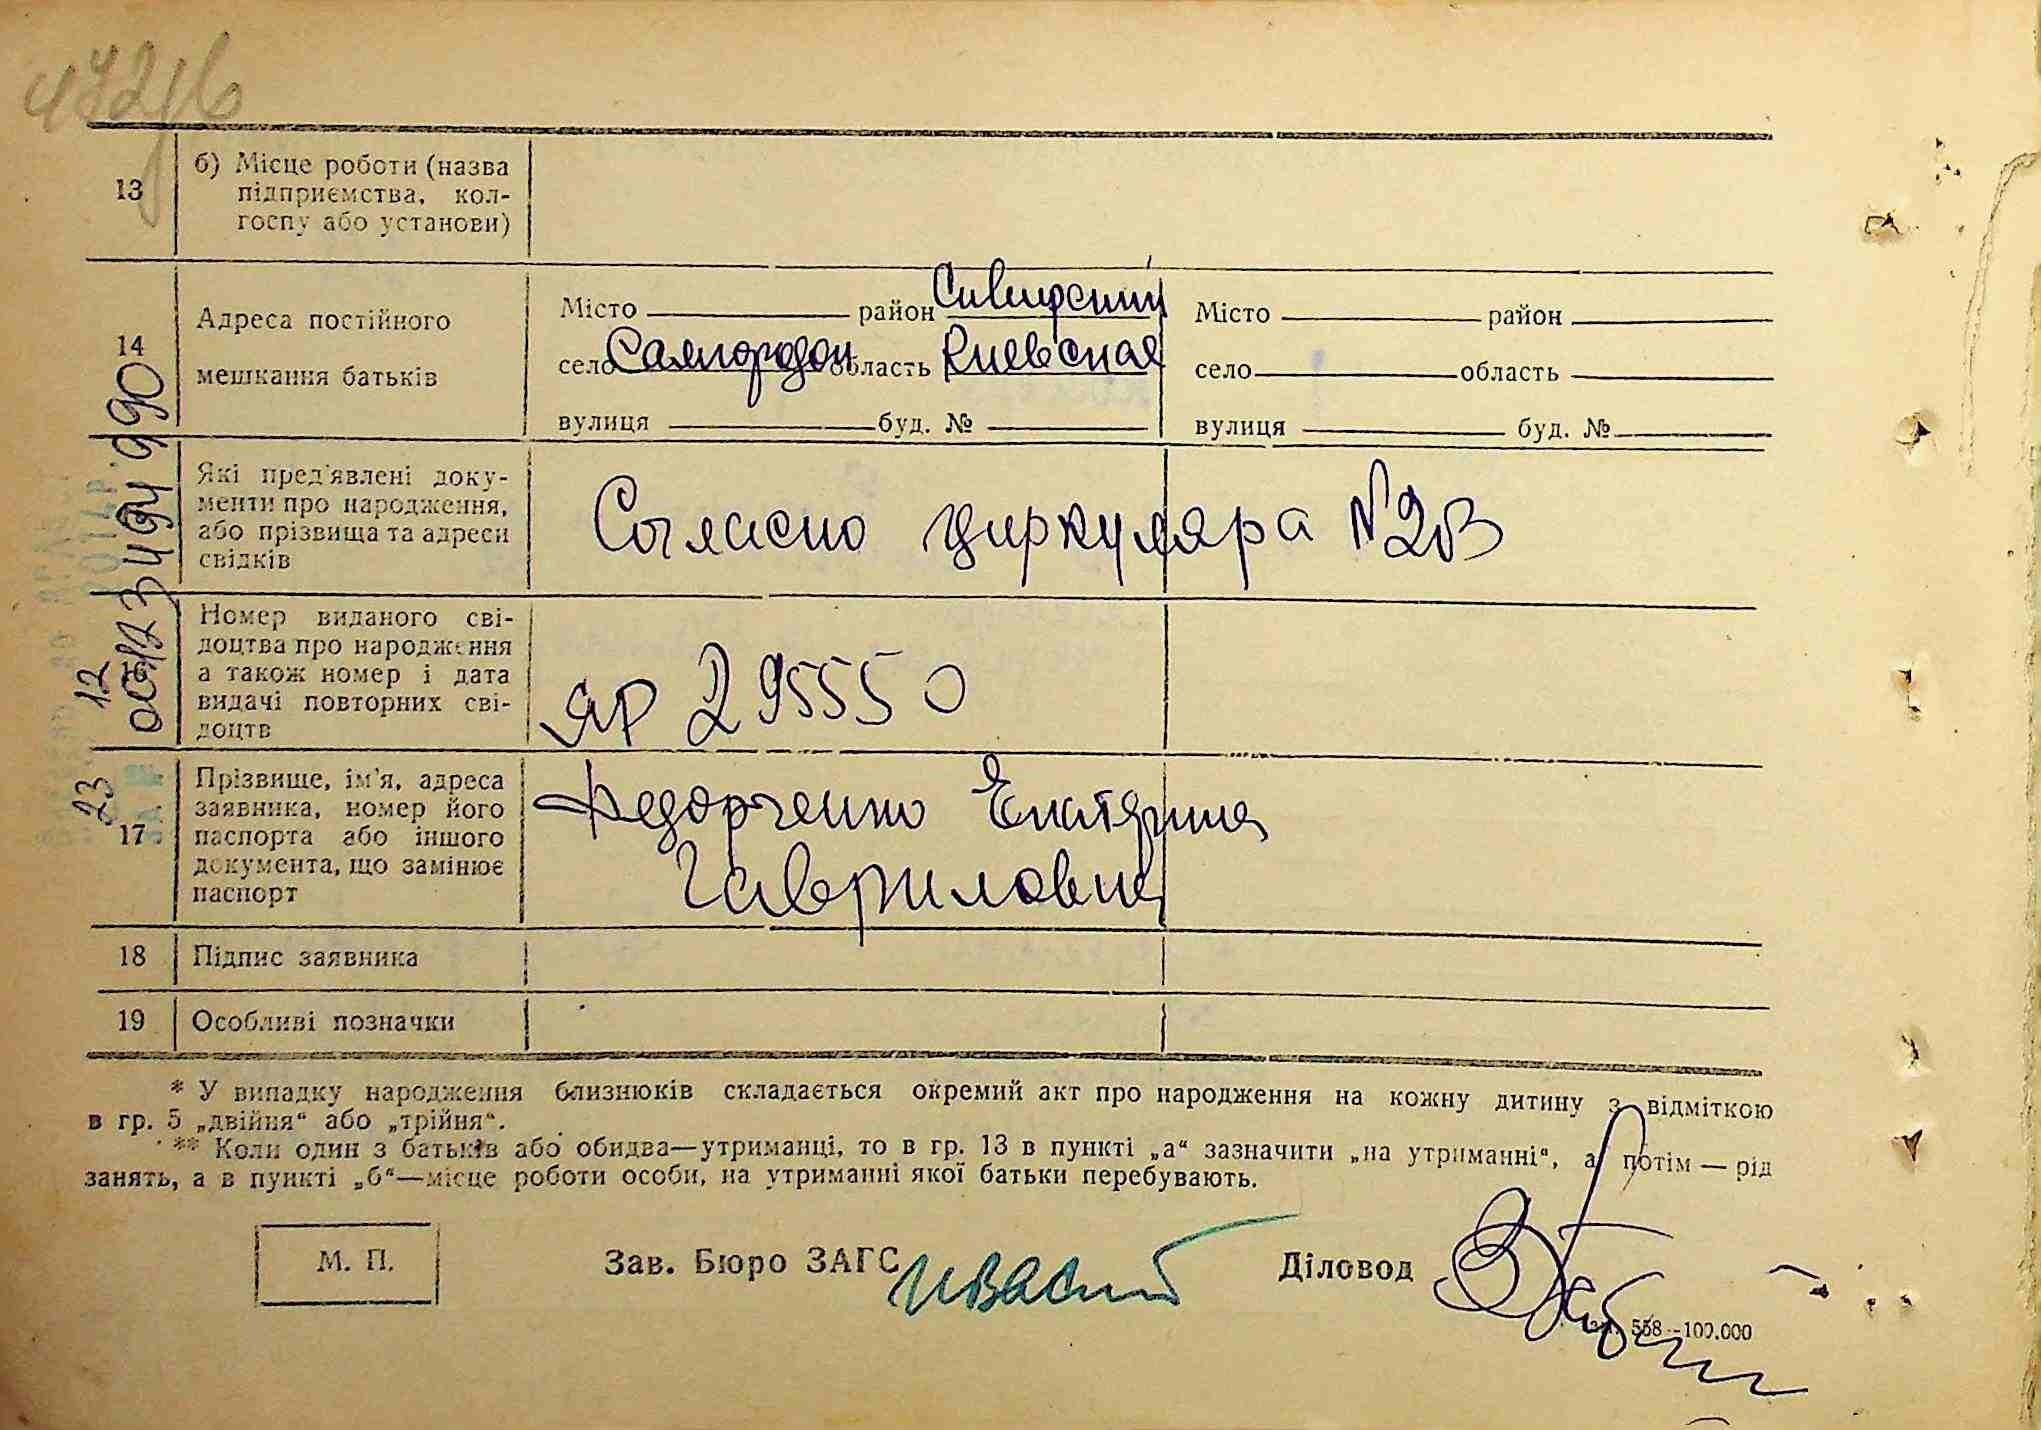 13
б) Місце роботи (назва
підприємства, кол-
госпу або установи)
14
Адреса постійного
мешкання батьків
Місто район Сквирский
село Самгородок область Киевская
вулиця буд. №
Місто район
село область
вулиця буд. №
Які пред'явлені доку-
менти про народження,
або прізвища та адреси
свідків
Согласно циркуляра №
Номер виданого сві-
доцтва про народження
а також номер і дата
видачі повторних сві-
доцтв
ЯР 295550
17
Прізвище, ім'я, адреса
заявника, номер його
паспорта або іншого
документа, що замінює
паспорт
Федорченко Екатерина
Гавриловна
18 Підпис заявника
19 Особливі позначки
* У випадку народження близнюків складається окремий акт про народження на кожну дитину з відміткою
в гр. 5 „двійня“ або „трійня“.
** Коли один з батьків або обидва—утриманці, то в гр. 13 в пункті „а“ зазначити „на утриманні“, а потім — рід
занять, а в пункті „б“—місце роботи особи, на утриманні якої батьки перебувають.
М. П.
Зав. Бюро ЗАГС
Діловод
558—100.000